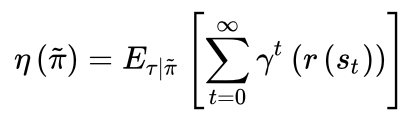 η(π̃) = E_{τ|π̃} [∑_{t=0}^{∞} γ^t (r(s_t))]